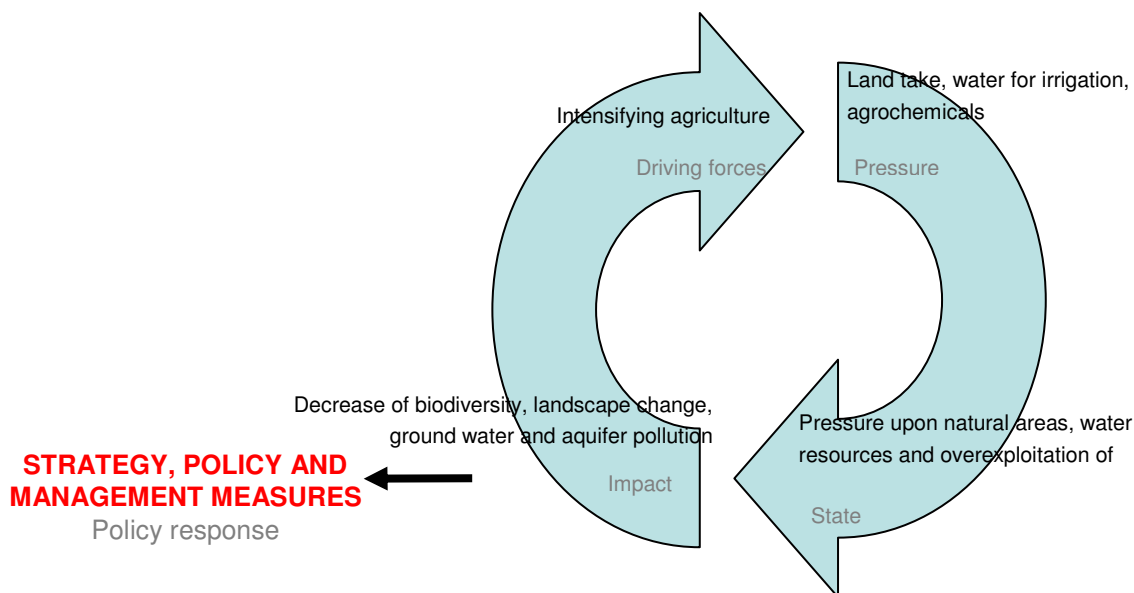 Intensifying agriculture
Driving forces
Land take, water for irrigation,
agrochemicals
Pressure
Pressure upon natural areas, water
resources and overexploitation of
State
Decrease of biodiversity, landscape change,
ground water and aquifer pollution
Impact
STRATEGY, POLICY AND
MANAGEMENT MEASURES
Policy response